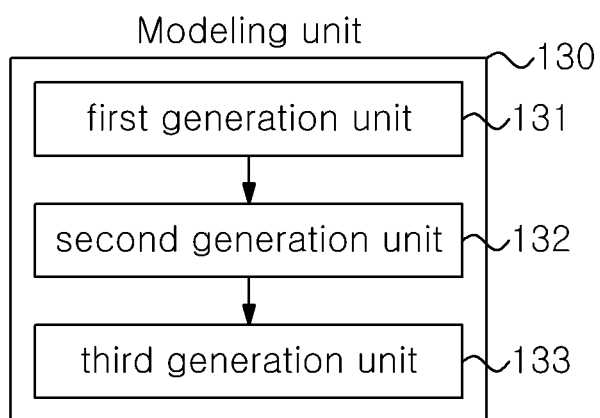 Modeling unit
130
first generation unit 131
second generation unit 132
third generation unit 133